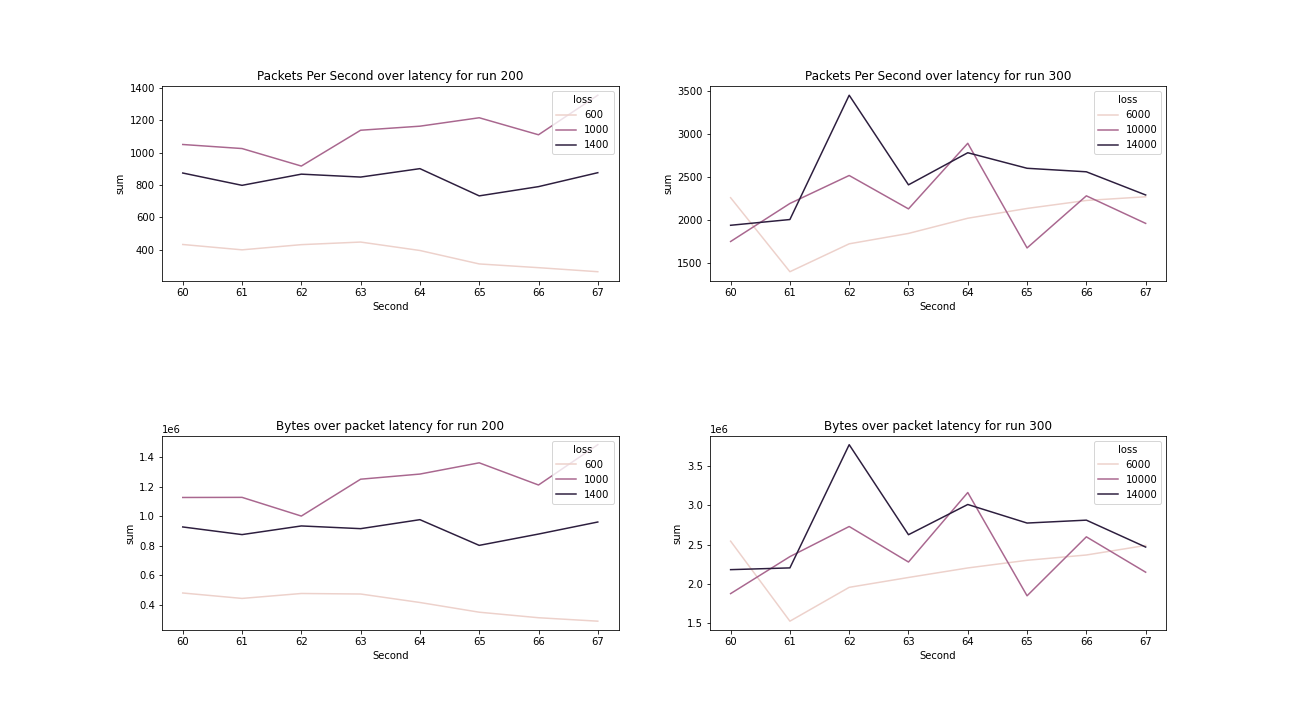 Packets Per Second over latency for run 200
1400
1200
1000
800
600
400
sum
60 61 62 63 64 65 66 67
Second
loss
600
1000
1400
Packets Per Second over latency for run 300
3500
3000
2500
2000
1500
sum
60 61 62 63 64 65 66 67
Second
loss
6000
10000
14000
Bytes over packet latency for run 200
1e6
1.4
1.2
1.0
0.8
0.6
0.4
sum
60 61 62 63 64 65 66 67
Second
loss
600
1000
1400
Bytes over packet latency for run 300
1e6
3.5
3.0
2.5
2.0
1.5
sum
60 61 62 63 64 65 66 67
Second
loss
6000
10000
14000